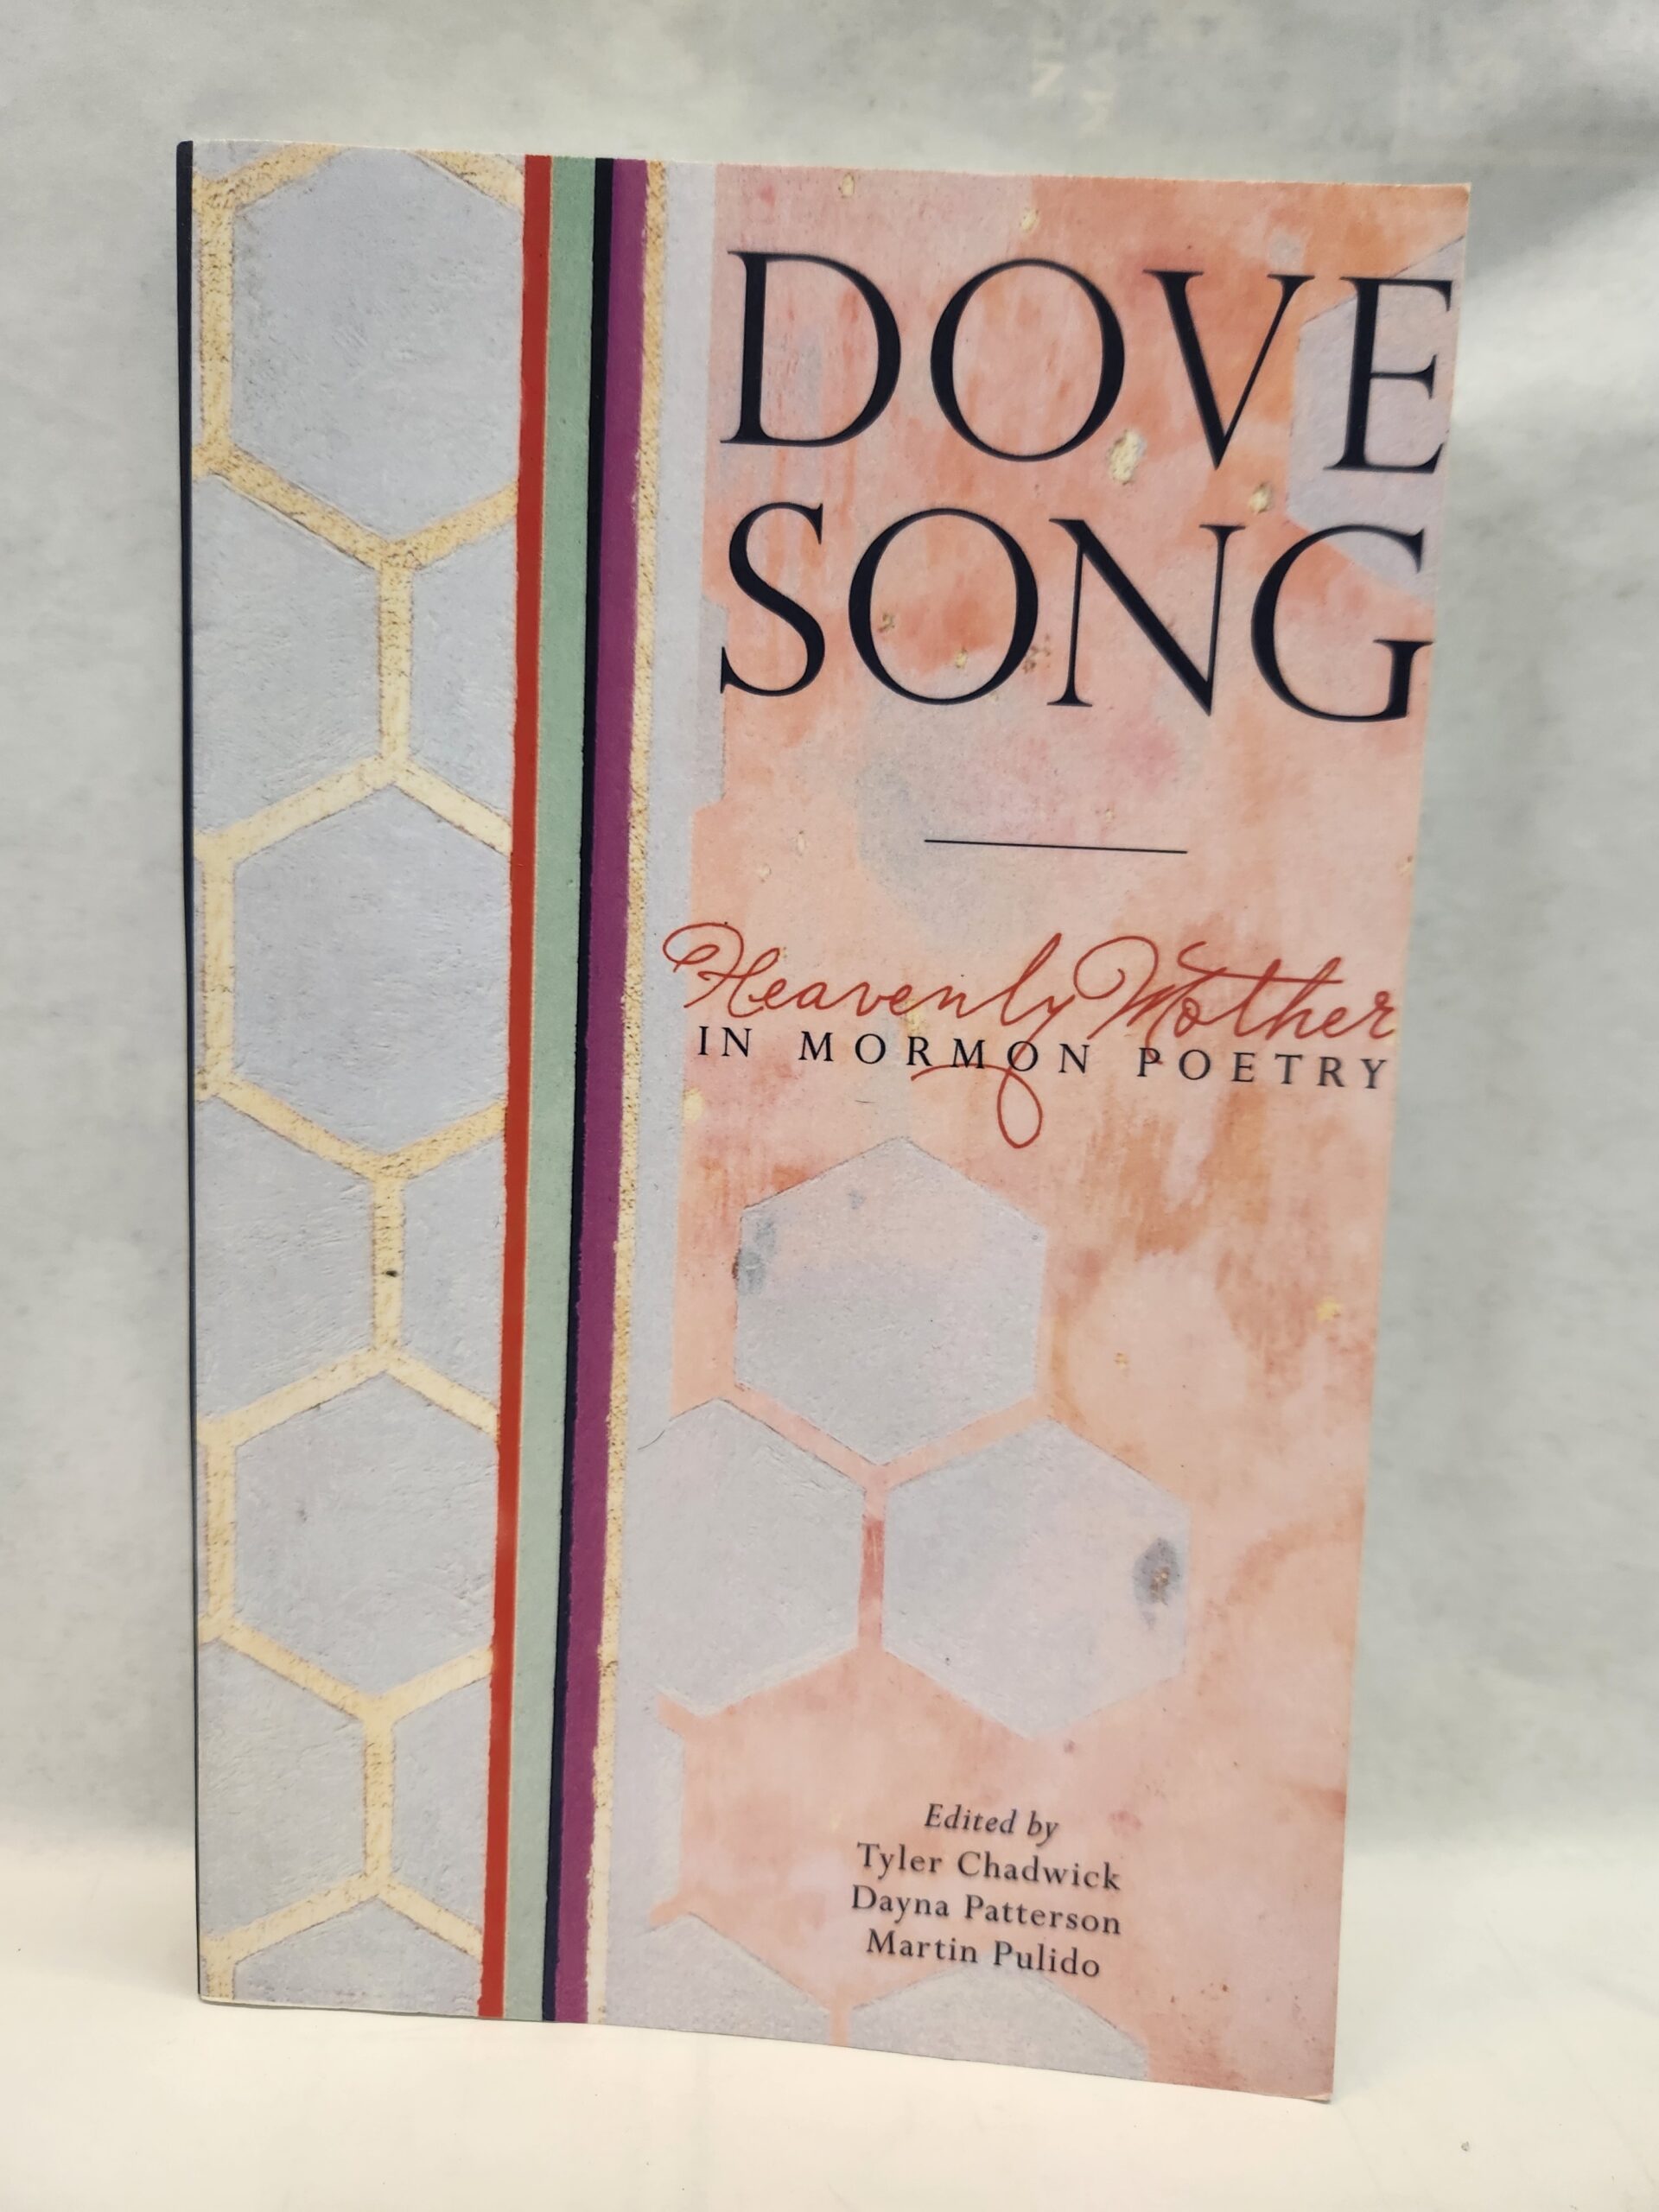 DOVE
SONG
Heavenly Mother
IN MORMON POETRY
Edited by
Tyler Chadwick
Dayna Patterson
Martin Pulido